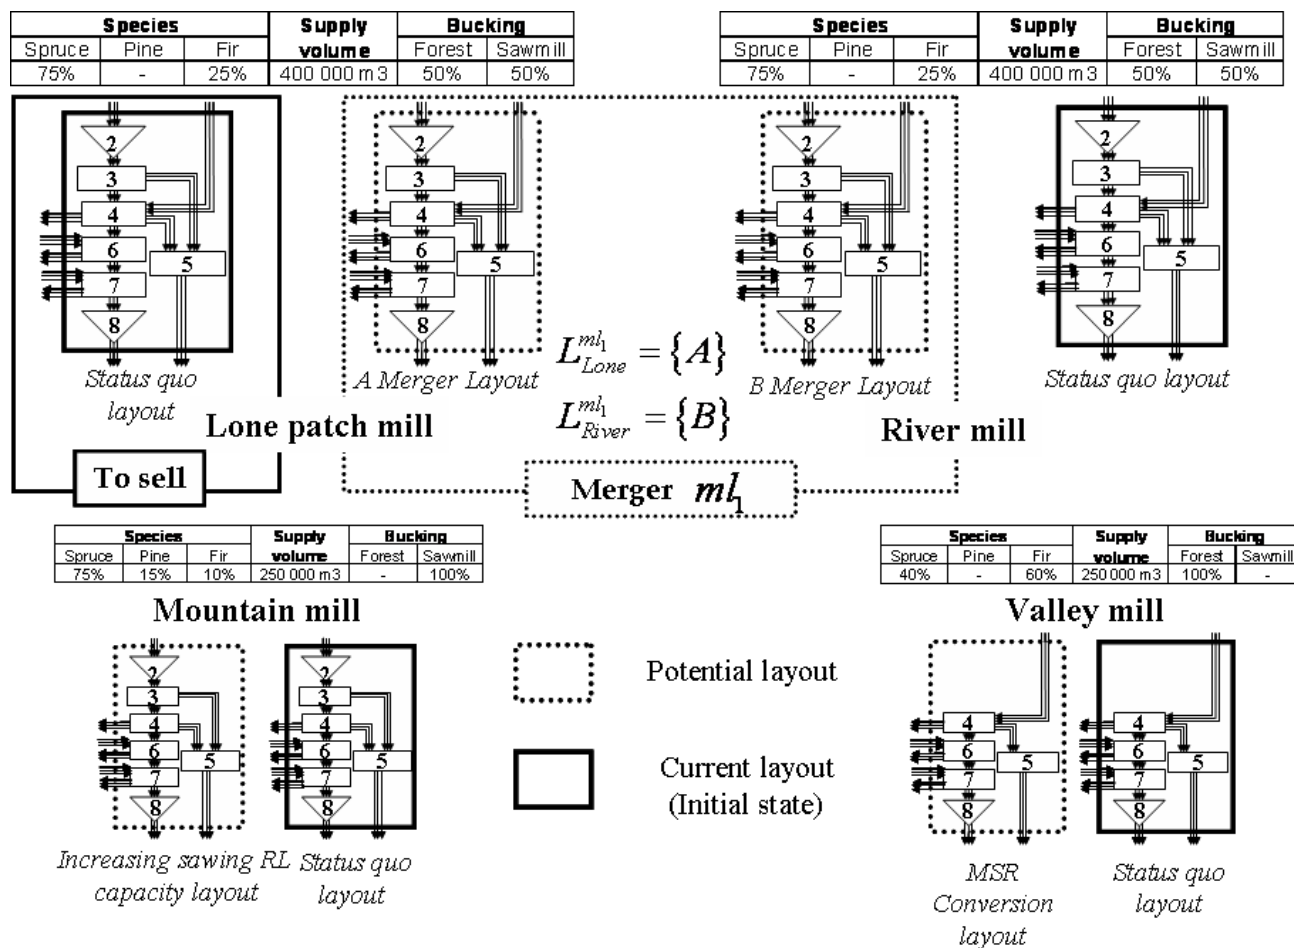 Species Supply Bucking
Spruce Pine Fir volume Forest Sawmill
75% - 25% 400 000 m3 50% 50%
Species Supply Bucking
Spruce Pine Fir volume Forest Sawmill
75% - 25% 400 000 m3 50% 50%
2
3
4
6
5
7
8
Status quo
layout
2
3
4
6
5
7
8
A Merger Layout
2
3
4
6
5
7
8
B Merger Layout
2
3
4
6
5
7
8
Status quo layout
L^{ml_1}_{Lone} = {A}
L^{ml_1}_{River} = {B}
Lone patch mill
River mill
To sell
Merger ml_1
Species Supply Bucking
Spruce Pine Fir volume Forest Sawmill
75% 15% 10% 250 000 m3 - 100%
Species Supply Bucking
Spruce Pine Fir volume Forest Sawmill
40% - 60% 250 000 m3 100% -
Mountain mill
Valley mill
2
3
4
6
5
7
8
Increasing sawing RL
capacity layout
2
3
4
6
5
7
8
Status quo
layout
Potential layout
Current layout
(Initial state)
4
6
5
7
8
MSR
Conversion
layout
4
6
5
7
8
Status quo
layout